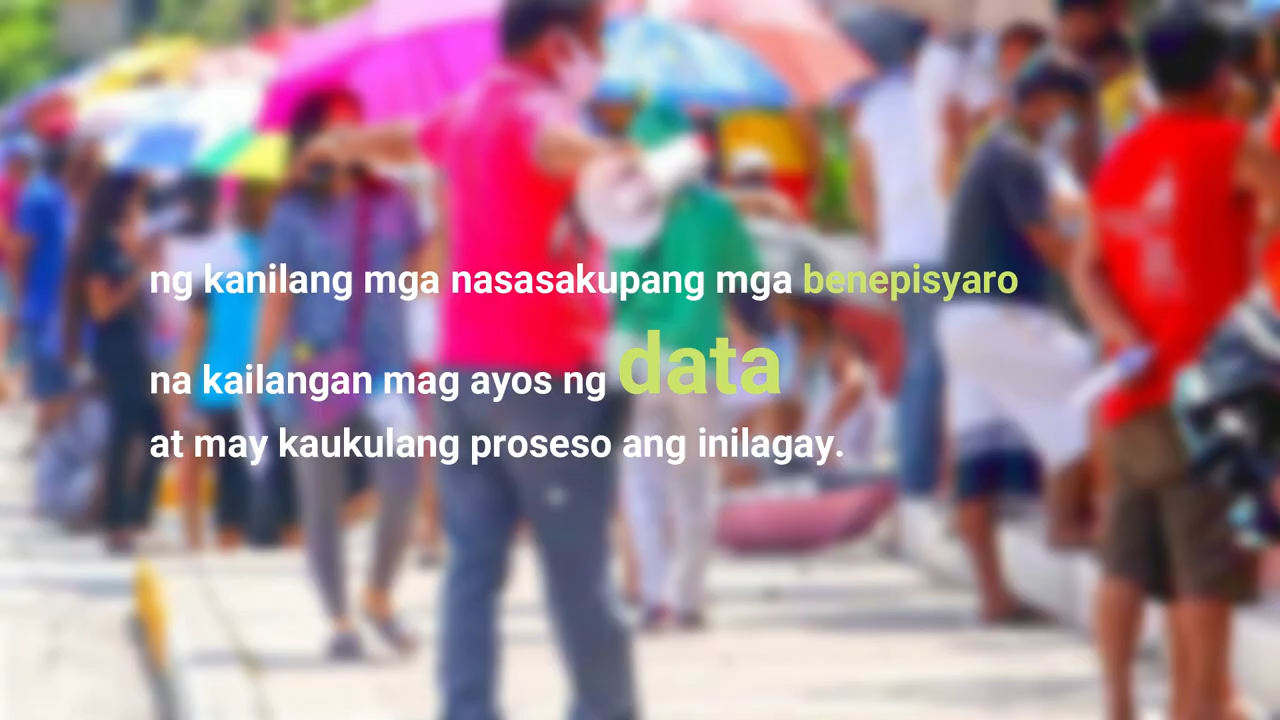 ng kanilang mga nasasakupang mga benepisyaro
na kailangan mag ayos ng data
at may kaukulang proseso ang inilagay.